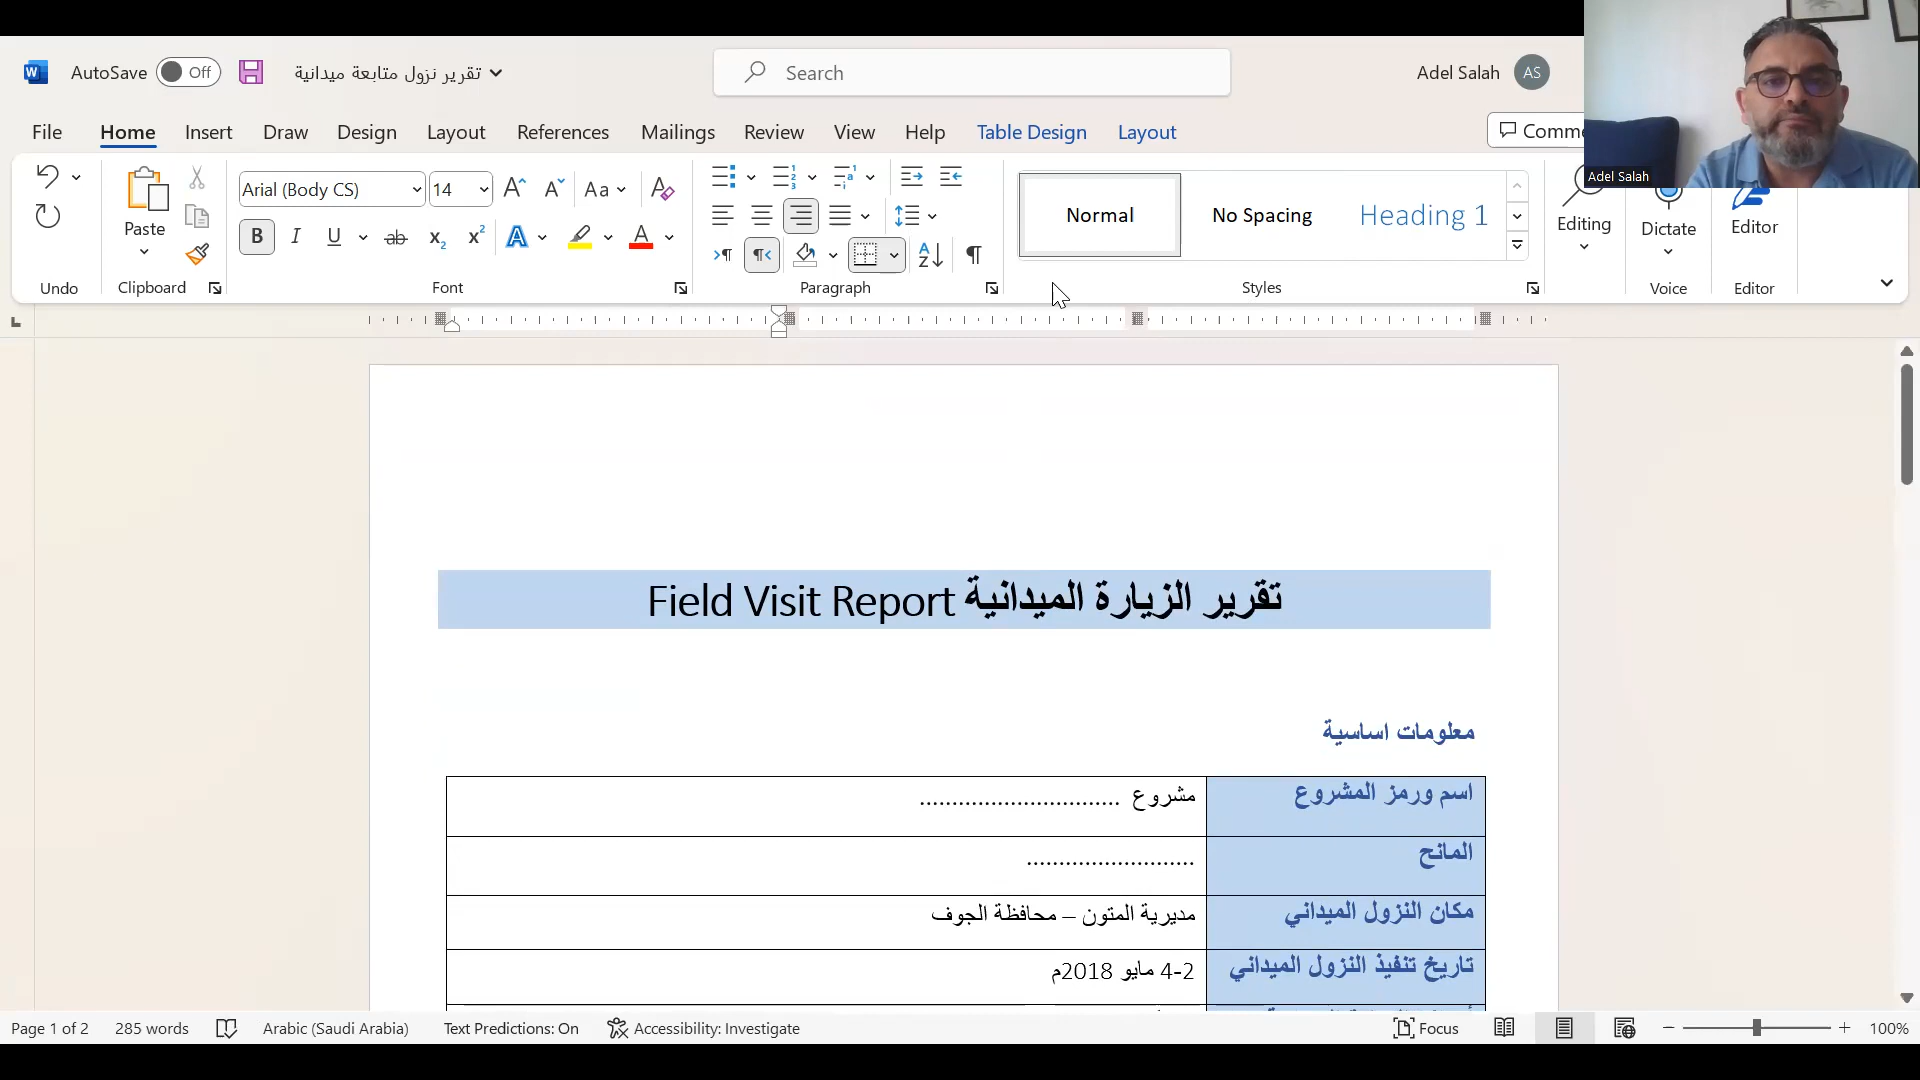 AutoSave Off تقرير نزول متابعة ميدانية Search Adel Salah AS
File Home Insert Draw Design Layout References Mailings Review View Help Table Design Layout
Adel Salah
Arial (Body CS) 14 Aa
Paste
B I U ab x₂ x² A A
Normal No Spacing Heading 1
Editing Dictate Editor
Undo Clipboard Font Paragraph Styles Voice Editor
تقرير الزيارة الميدانية Field Visit Report
معلومات اساسية
اسم ورمز المشروع مشروع ...............................
المانح ..........................
مكان النزول الميداني مديرية المتون – محافظة الجوف
تاريخ تنفيذ النزول الميداني 2-4 مايو 2018م
Page 1 of 2 285 words Arabic (Saudi Arabia) Text Predictions: On Accessibility: Investigate Focus 100%